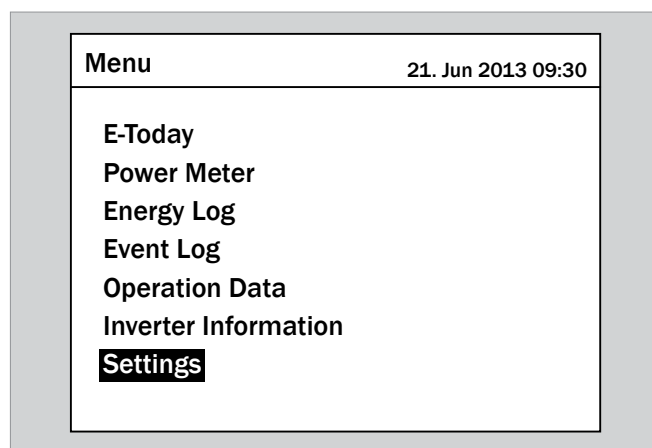 Menu 21. Jun 2013 09:30
E-Today
Power Meter
Energy Log
Event Log
Operation Data
Inverter Information
Settings